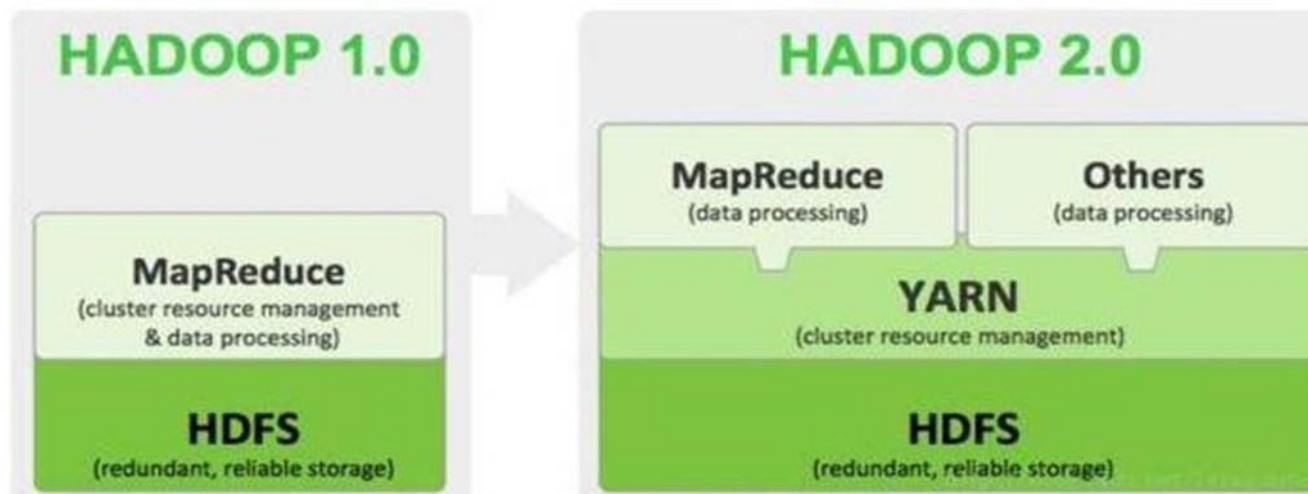 HADOOP 1.0
MapReduce
(cluster resource management
& data processing)
HDFS
(redundant, reliable storage)
HADOOP 2.0
MapReduce
(data processing)
Others
(data processing)
YARN
(cluster resource management)
HDFS
(redundant, reliable storage)